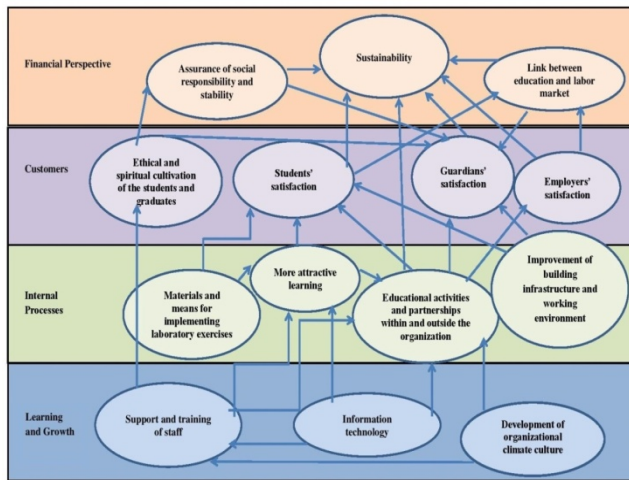 Financial Perspective
Assurance of social
responsibility and
stability
Sustainability
Link between
education and labor
market
Customers
Ethical and
spiritual cultivation
of the students and
graduates
Students'
satisfaction
Guardians'
satisfaction
Employers'
satisfaction
Internal
Processes
Materials and
means for
implementing
laboratory exercises
More attractive
learning
Educational activities
and partnerships
within and outside the
organization
Improvement of
building
infrastructure and
working
environment
Learning
and Growth
Support and training
of staff
Information
technology
Development of
organizational
climate culture